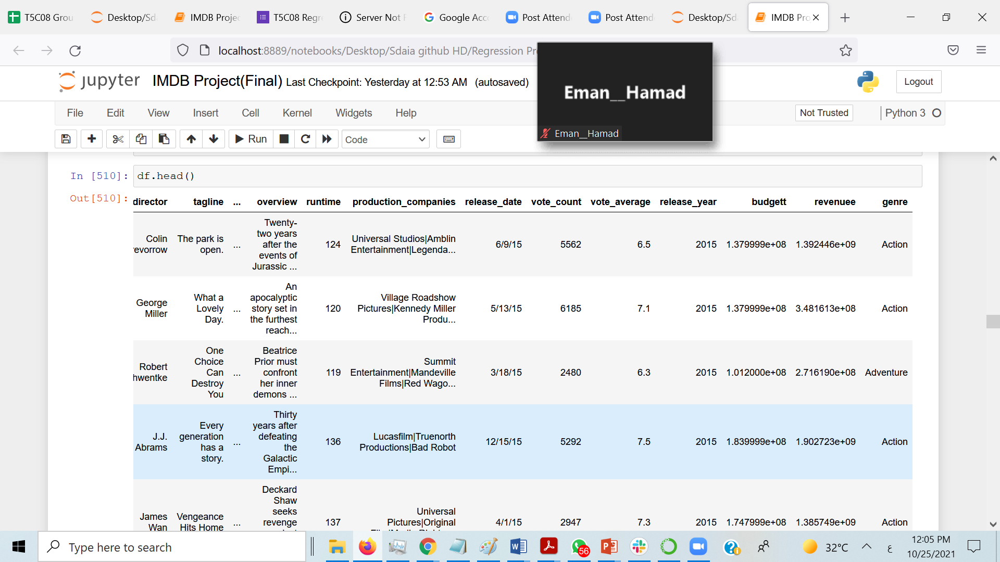 T5C08 Grou
Desktop/Sda
IMDB Projec
T5C08 Regre
Server Not F
Google Acc
Post Attend
Post Attend
Desktop/Sd
IMDB Pro
localhost:8889/notebooks/Desktop/Sdaia github HD/Regression Pr
jupyter IMDB Project(Final) Last Checkpoint: Yesterday at 12:53 AM (autosaved)
Logout
Eman__Hamad
Eman__Hamad
File Edit View Insert Cell Kernel Widgets Help
Not Trusted
Python 3
Run
Code
In [510]: df.head()
Out[510]:
director tagline ... overview runtime production_companies release_date vote_count vote_average release_year budgett revenuee genre
Twenty-
two years
Colin The park is after the Universal Studios|Amblin
124 6/9/15 5562 6.5 2015 1.379999e+08 1.392446e+09 Action
revorrow open. ... events of Entertainment|Legenda...
Jurassic ...
An
What a apocalyptic Village Roadshow
George Lovely ... story set in 120 Pictures|Kennedy Miller 5/13/15 6185 7.1 2015 1.379999e+08 3.481613e+08 Action
Miller Day. the furthest Produ...
reach...
One Beatrice
Robert Choice Prior must Summit
Can ... confront 119 Entertainment|Mandeville 3/18/15 2480 6.3 2015 1.012000e+08 2.716190e+08 Adventure
hwentke Destroy her inner Films|Red Wago...
You demons ...
Thirty
Every years after
J.J. generation defeating Lucasfilm|Truenorth
... 136 12/15/15 5292 7.5 2015 1.839999e+08 1.902723e+09 Action
Abrams has a the Productions|Bad Robot
story. Galactic
Empi...
Deckard
Shaw
James Vengeance seeks Universal
Wan Hits Home ... revenge 137 Pictures|Original 4/1/15 2947 7.3 2015 1.747999e+08 1.385749e+09 Action
Type here to search
56
32°C
ع
12:05 PM
10/25/2021